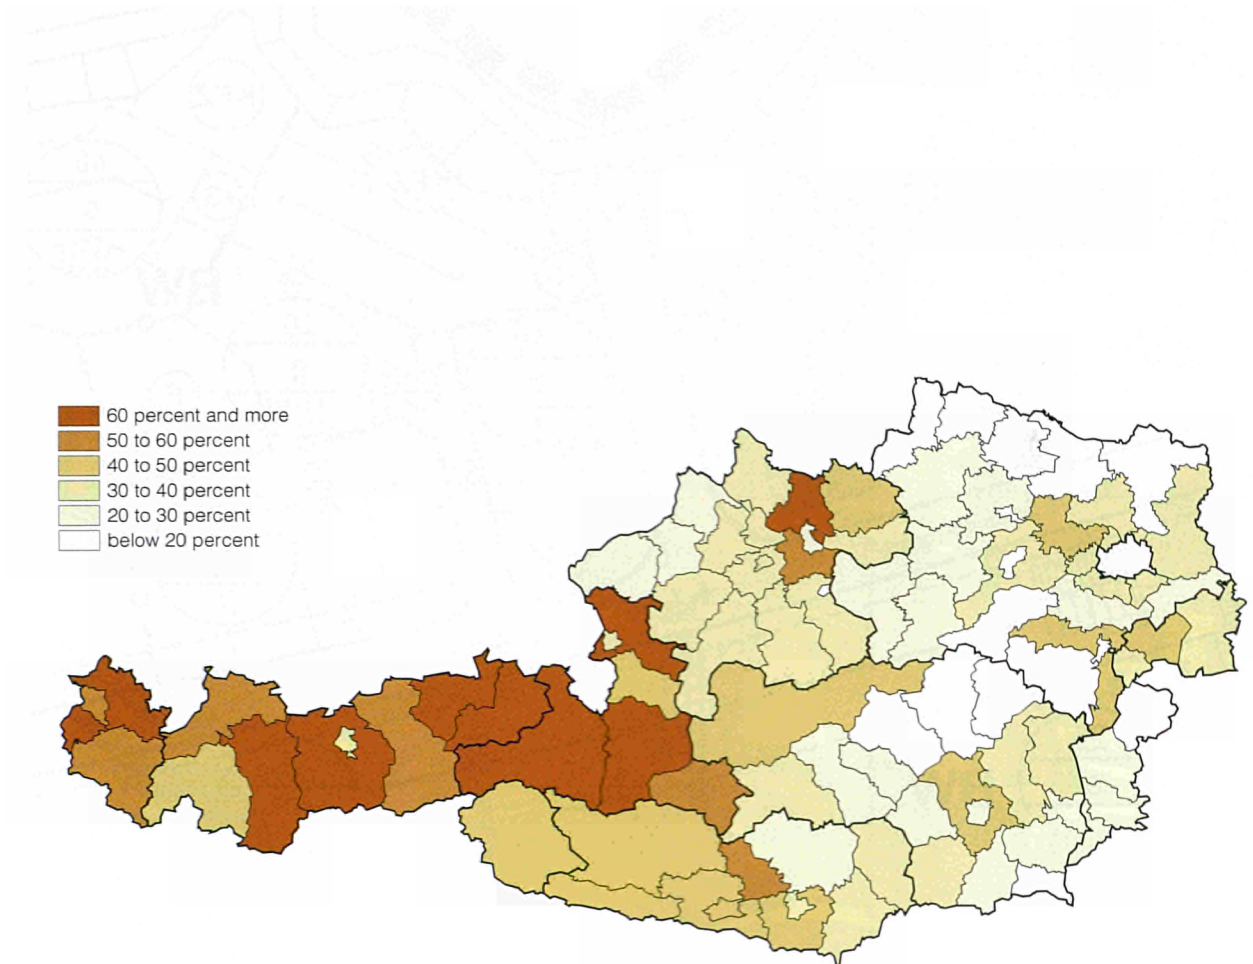 60 percent and more
50 to 60 percent
40 to 50 percent
30 to 40 percent
20 to 30 percent
below 20 percent